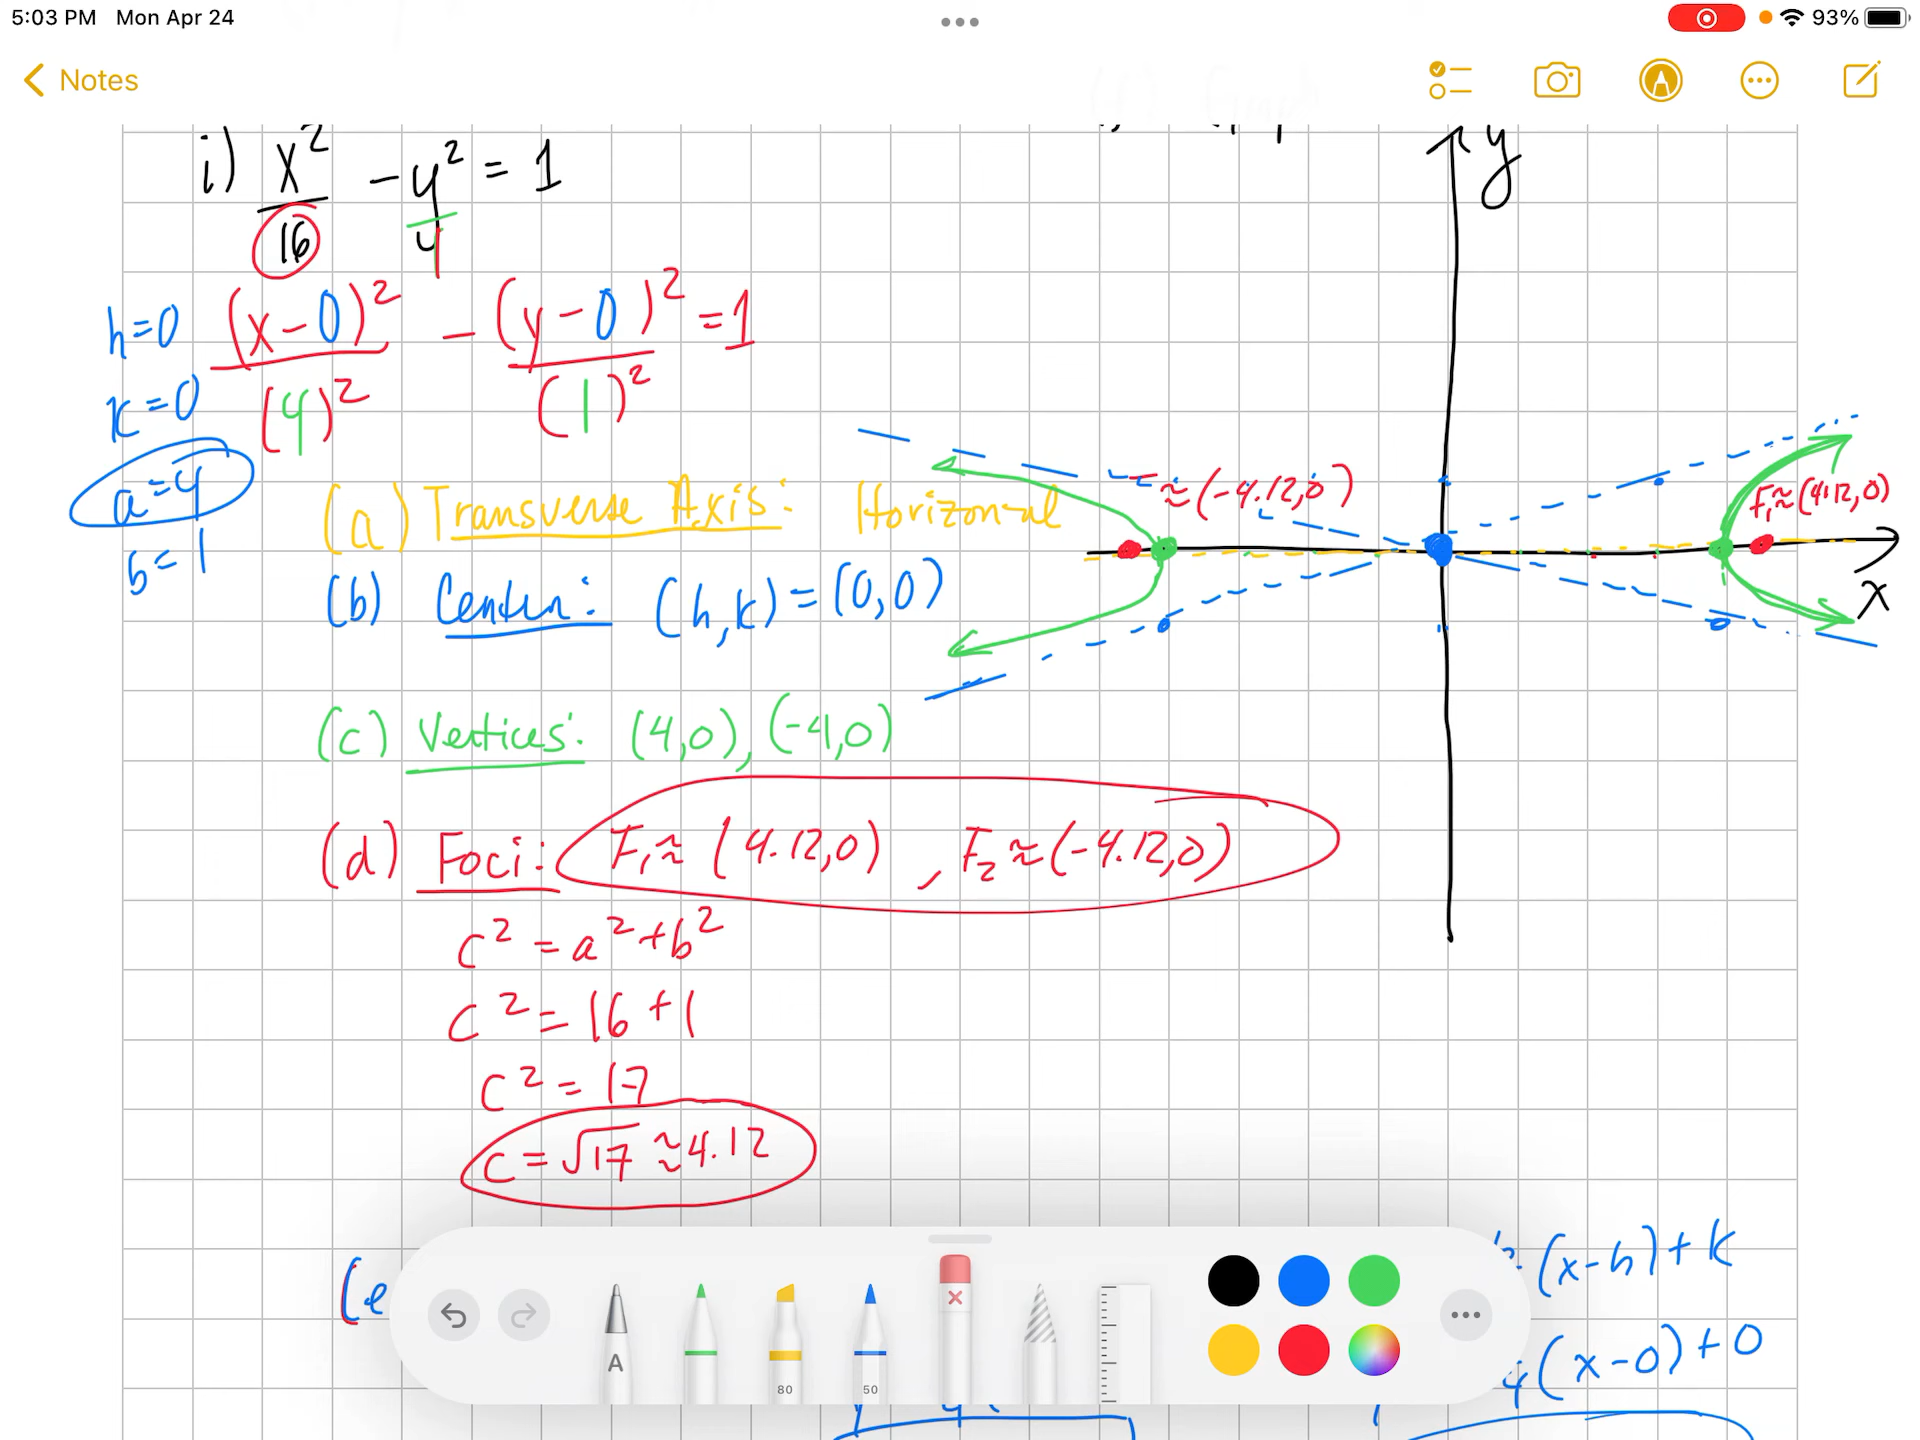 5:03 PM Mon Apr 24
93%
Notes
i) x²/16 - y²/4 = 1
(x-0)²/(4)² - (y-0)²/(1)² = 1
h=0
k=0
a=4
b=1
(a) Transverse Axis: Horizontal
(b) Center: (h,k) = (0,0)
(c) Vertices: (4,0), (-4,0)
(d) Foci: F₁≈ (4.12,0) , F₂≈(-4.12,0)
c² = a²+b²
c² = 16+1
c² = 17
c = √17 ≈4.12
(e
y
≈(-4.12,0)
F₁≈(4.12,0)
x
(x-h)+k
4(x-0)+0
A
80
50